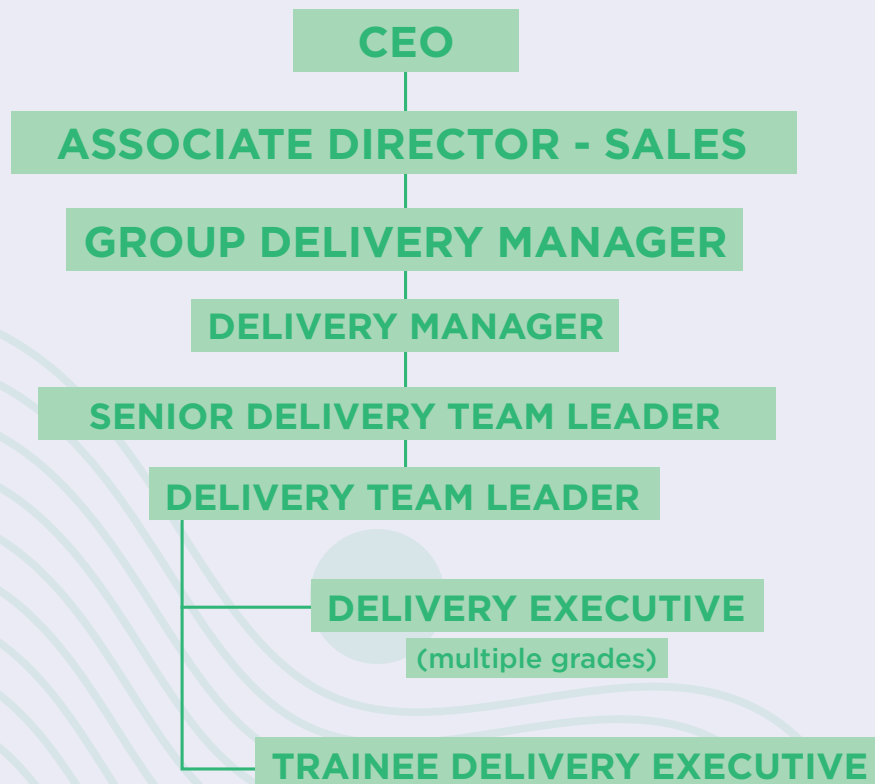 CEO
ASSOCIATE DIRECTOR - SALES
GROUP DELIVERY MANAGER
DELIVERY MANAGER
SENIOR DELIVERY TEAM LEADER
DELIVERY TEAM LEADER
DELIVERY EXECUTIVE
(multiple grades)
TRAINEE DELIVERY EXECUTIVE